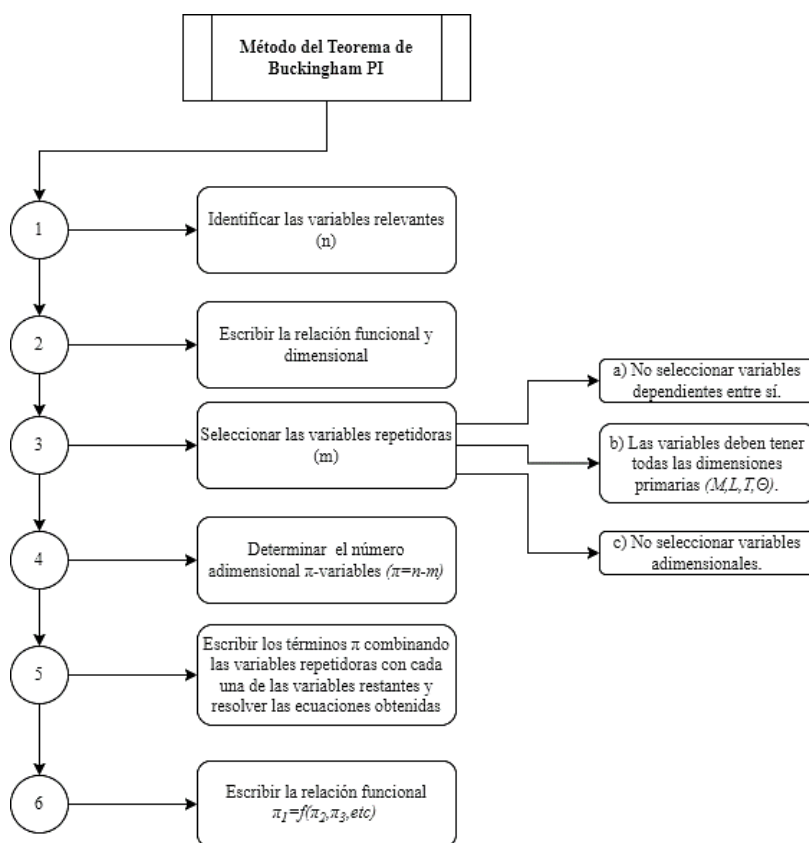 Método del Teorema de
Buckingham PI
1
Identificar las variables relevantes
(n)
2
Escribir la relación funcional y
dimensional
3
Seleccionar las variables repetidoras
(m)
a) No seleccionar variables
dependientes entre sí.
b) Las variables deben tener
todas las dimensiones
primarias (M,L,T,Θ).
c) No seleccionar variables
adimensionales.
4
Determinar el número
adimensional π-variables (π=n-m)
5
Escribir los términos π combinando
las variables repetidoras con cada
una de las variables restantes y
resolver las ecuaciones obtenidas
6
Escribir la relación funcional
π₁=f(π₂,π₃,etc)